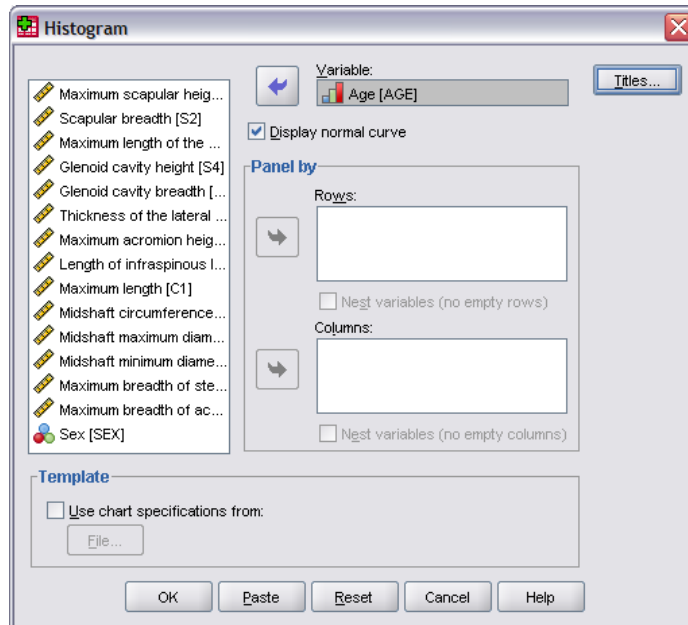 Histogram
Maximum scapular heig...
Scapular breadth [S2]
Maximum length of the ...
Glenoid cavity height [S4]
Glenoid cavity breadth [...
Thickness of the lateral ...
Maximum acromion heig...
Length of infraspinous l...
Maximum length [C1]
Midshaft circumference...
Midshaft maximum diam...
Midshaft minimum diame...
Maximum breadth of ste...
Maximum breadth of ac...
Sex [SEX]
Variable:
Age [AGE]
Titles...
Display normal curve
Panel by
Rows:
Nest variables (no empty rows)
Columns:
Nest variables (no empty columns)
Template
Use chart specifications from:
File...
OK Paste Reset Cancel Help